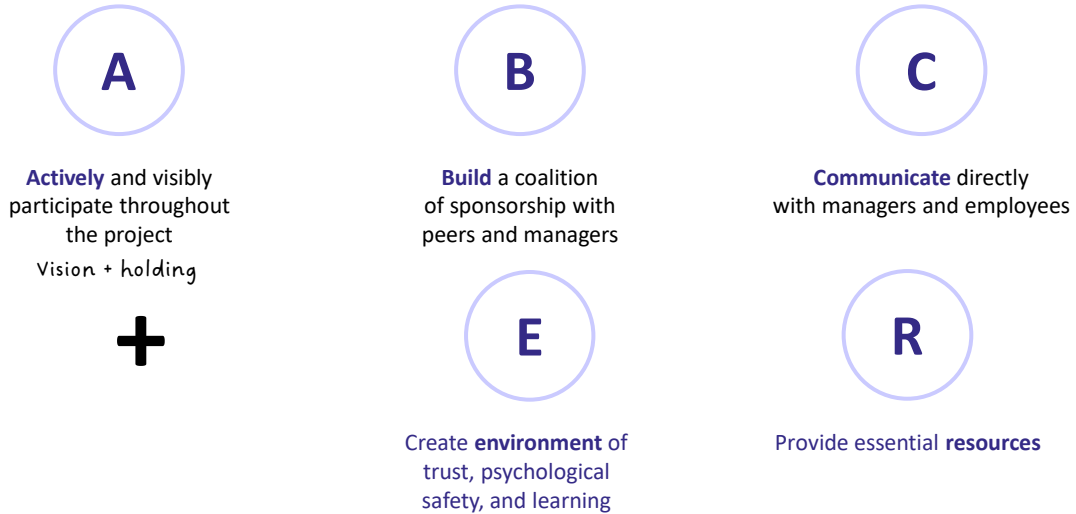 A
Actively and visibly
participate throughout
the project
Vision + holding
B
Build a coalition
of sponsorship with
peers and managers
C
Communicate directly
with managers and employees
+
E
Create environment of
trust, psychological
safety, and learning
R
Provide essential resources